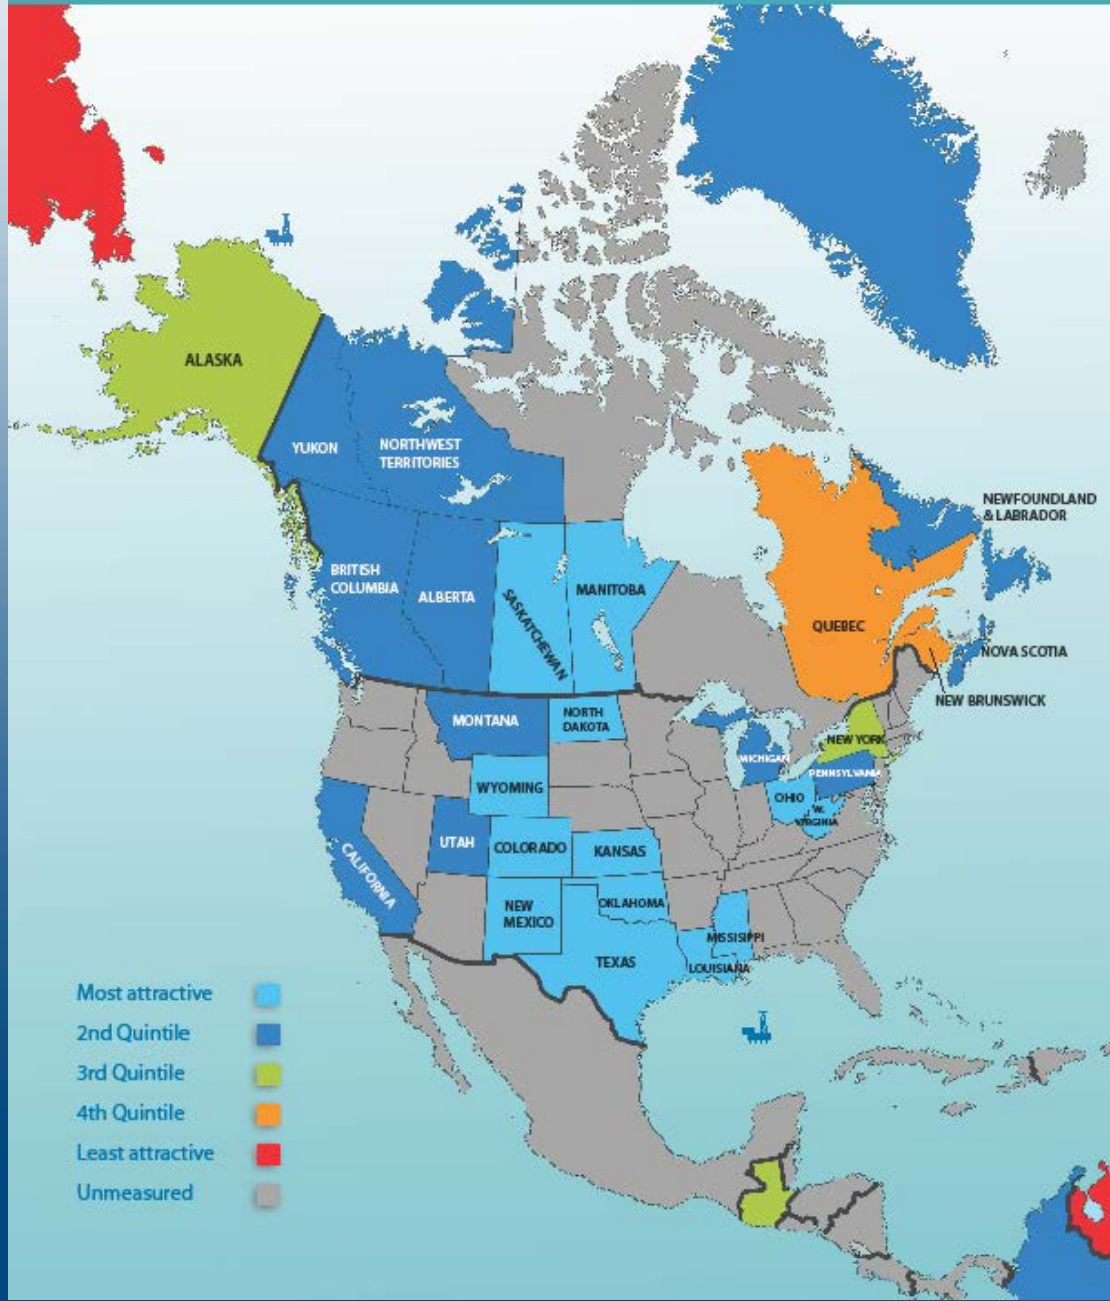 ALASKA
YUKON
NORTHWEST
TERRITORIES
NEWFOUNDLAND
& LABRADOR
BRITISH
COLUMBIA
ALBERTA
SASKATCHEWAN
MANITOBA
QUEBEC
NOVA SCOTIA
NEW BRUNSWICK
MONTANA
NORTH
DAKOTA
NEW YORK
MICHIGAN
PENNSYLVANIA
WYOMING
OHIO
W.
VIRGINIA
UTAH
COLORADO
KANSAS
CALIFORNIA
NEW
MEXICO
OKLAHOMA
MISSISIPPI
TEXAS
LOUISIANA
Most attractive
2nd Quintile
3rd Quintile
4th Quintile
Least attractive
Unmeasured